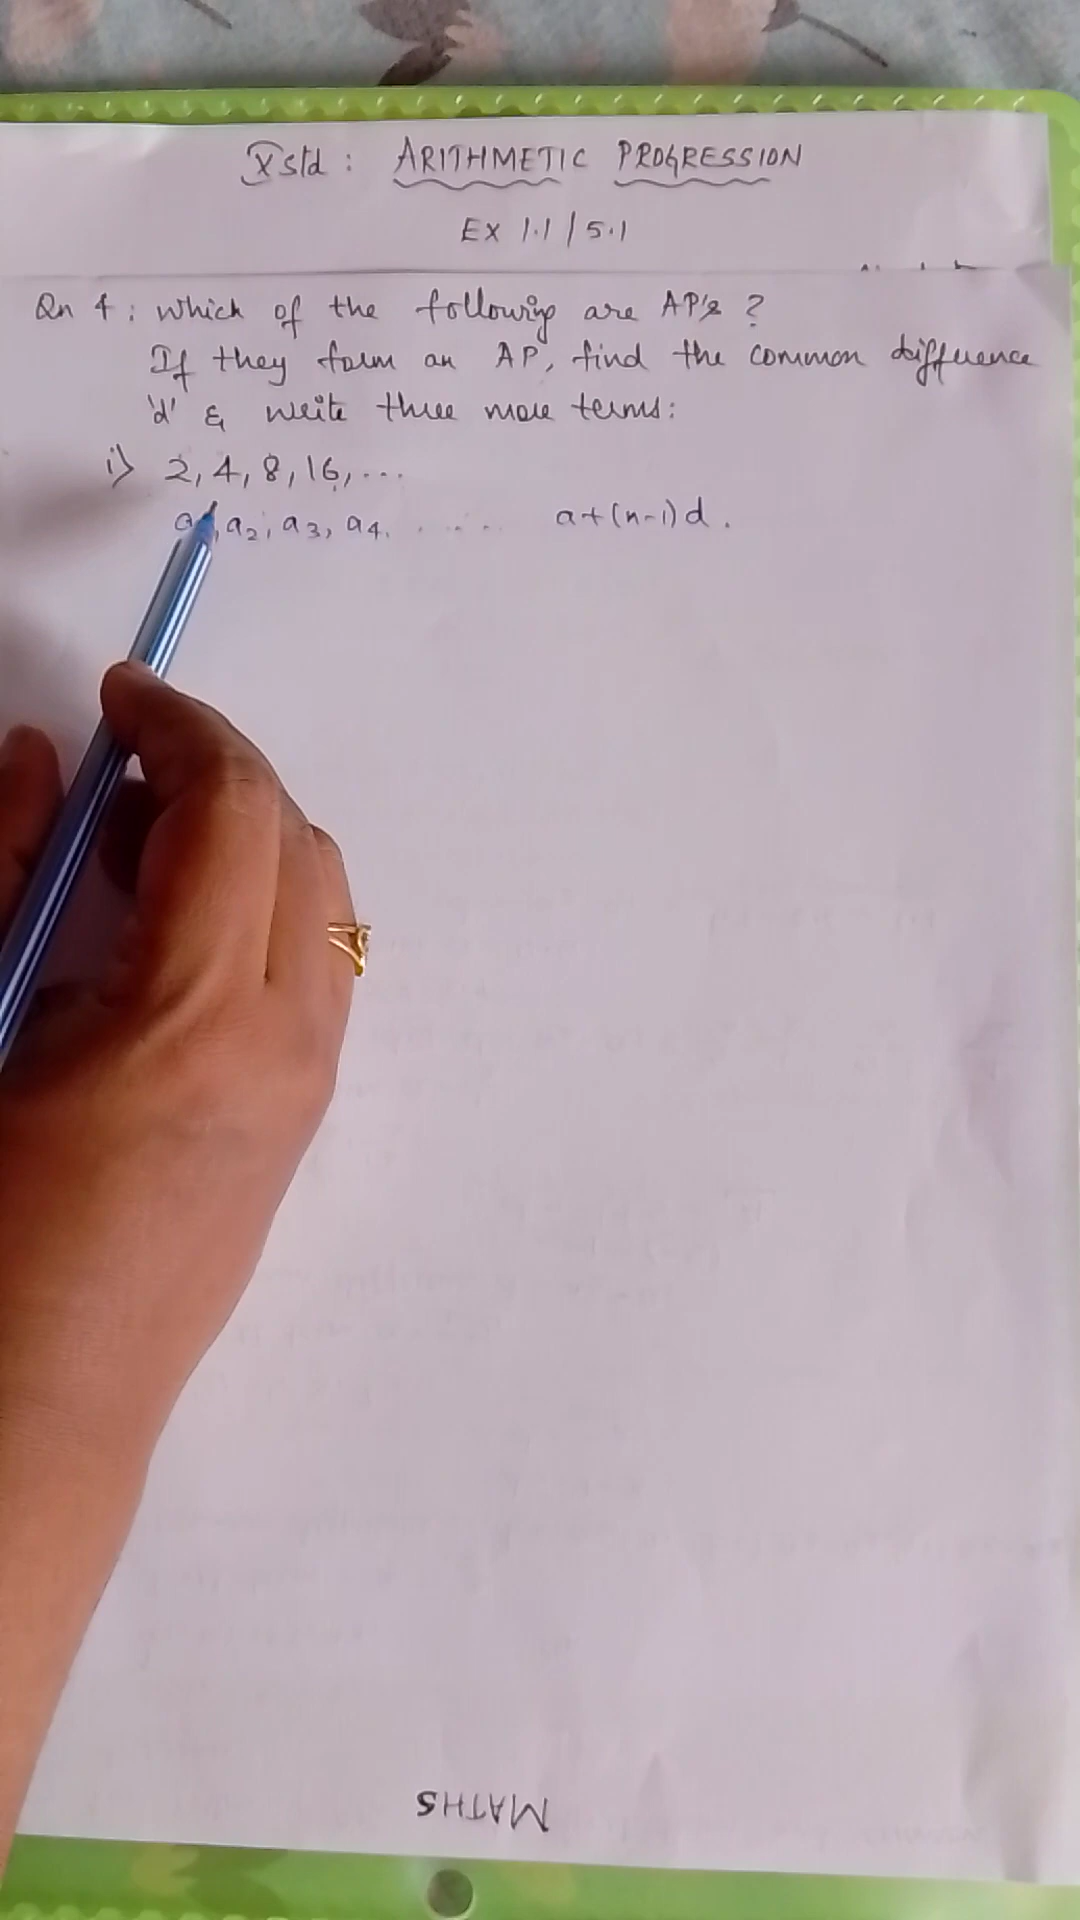 X std : ARITHMETIC PROGRESSION
Ex 1.1 / 5.1
Qn 4 : Which of the following are AP's ?
If they form an AP, find the common difference
'd' & write three more terms:
i) 2, 4, 8, 16, ...
a , a2, a3, a4, ...... a+(n-1)d .
MATHS